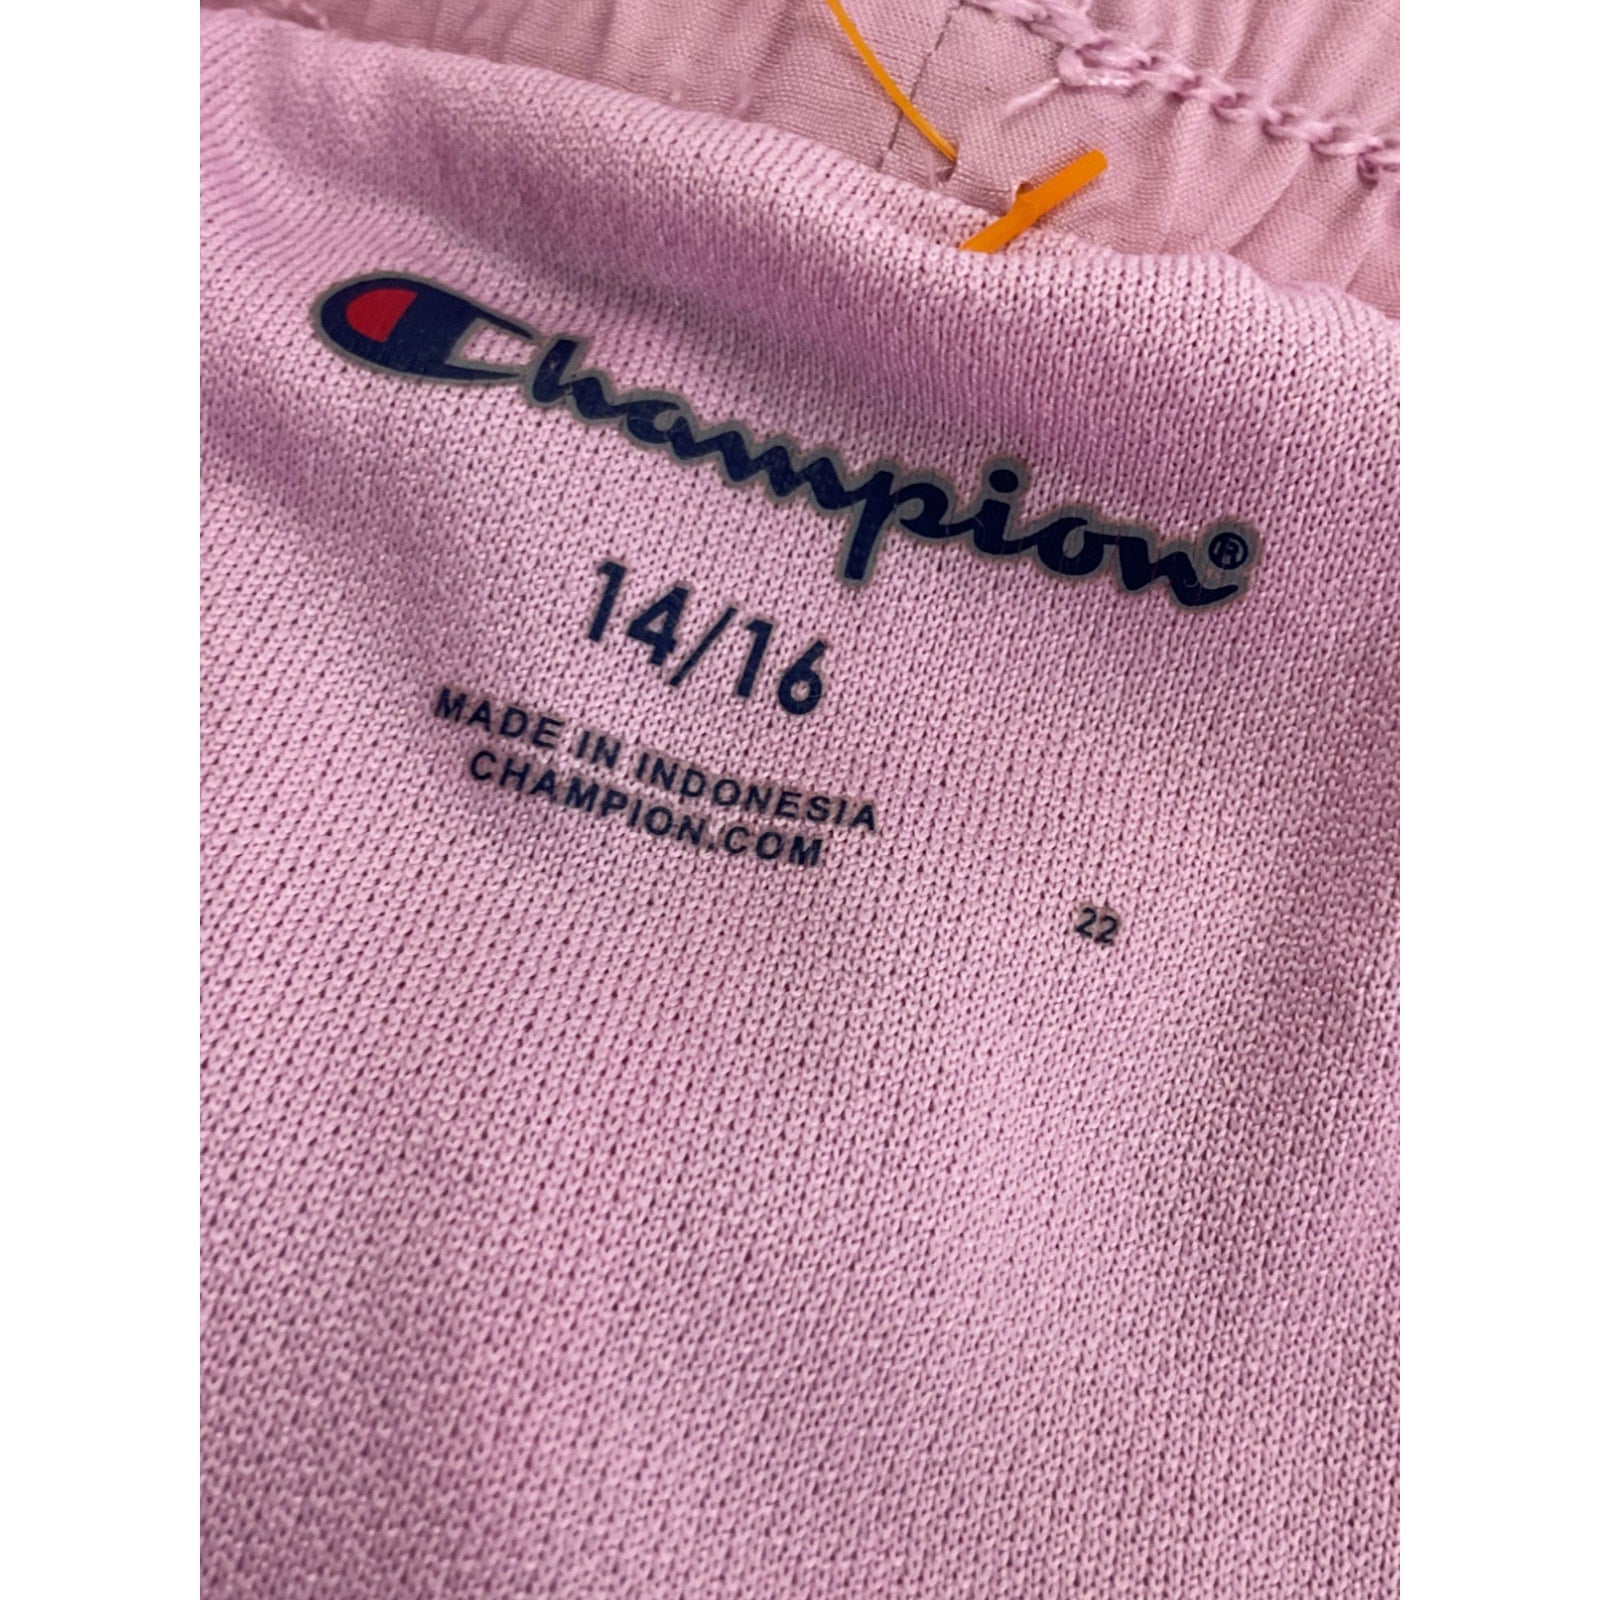 Champion®
14/16
MADE IN INDONESIA
CHAMPION.COM
22